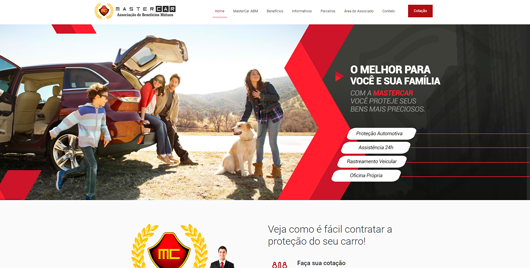 MASTERCAR
Associação de Benefícios Mútuos
Home MasterCar ABM Benefícios Informativos Parceiros Área do Associado Contato Cotação
O MELHOR PARA
VOCÊ E SUA FAMÍLIA
COM A MASTERCAR
VOCÊ PROTEJE SEUS
BENS MAIS PRECIOSOS.
Proteção Automotiva
Assistência 24h
Rastreamento Veicular
Oficina Própria
Veja como é fácil contratar a
proteção do seu carro!
MC
Faça sua cotação